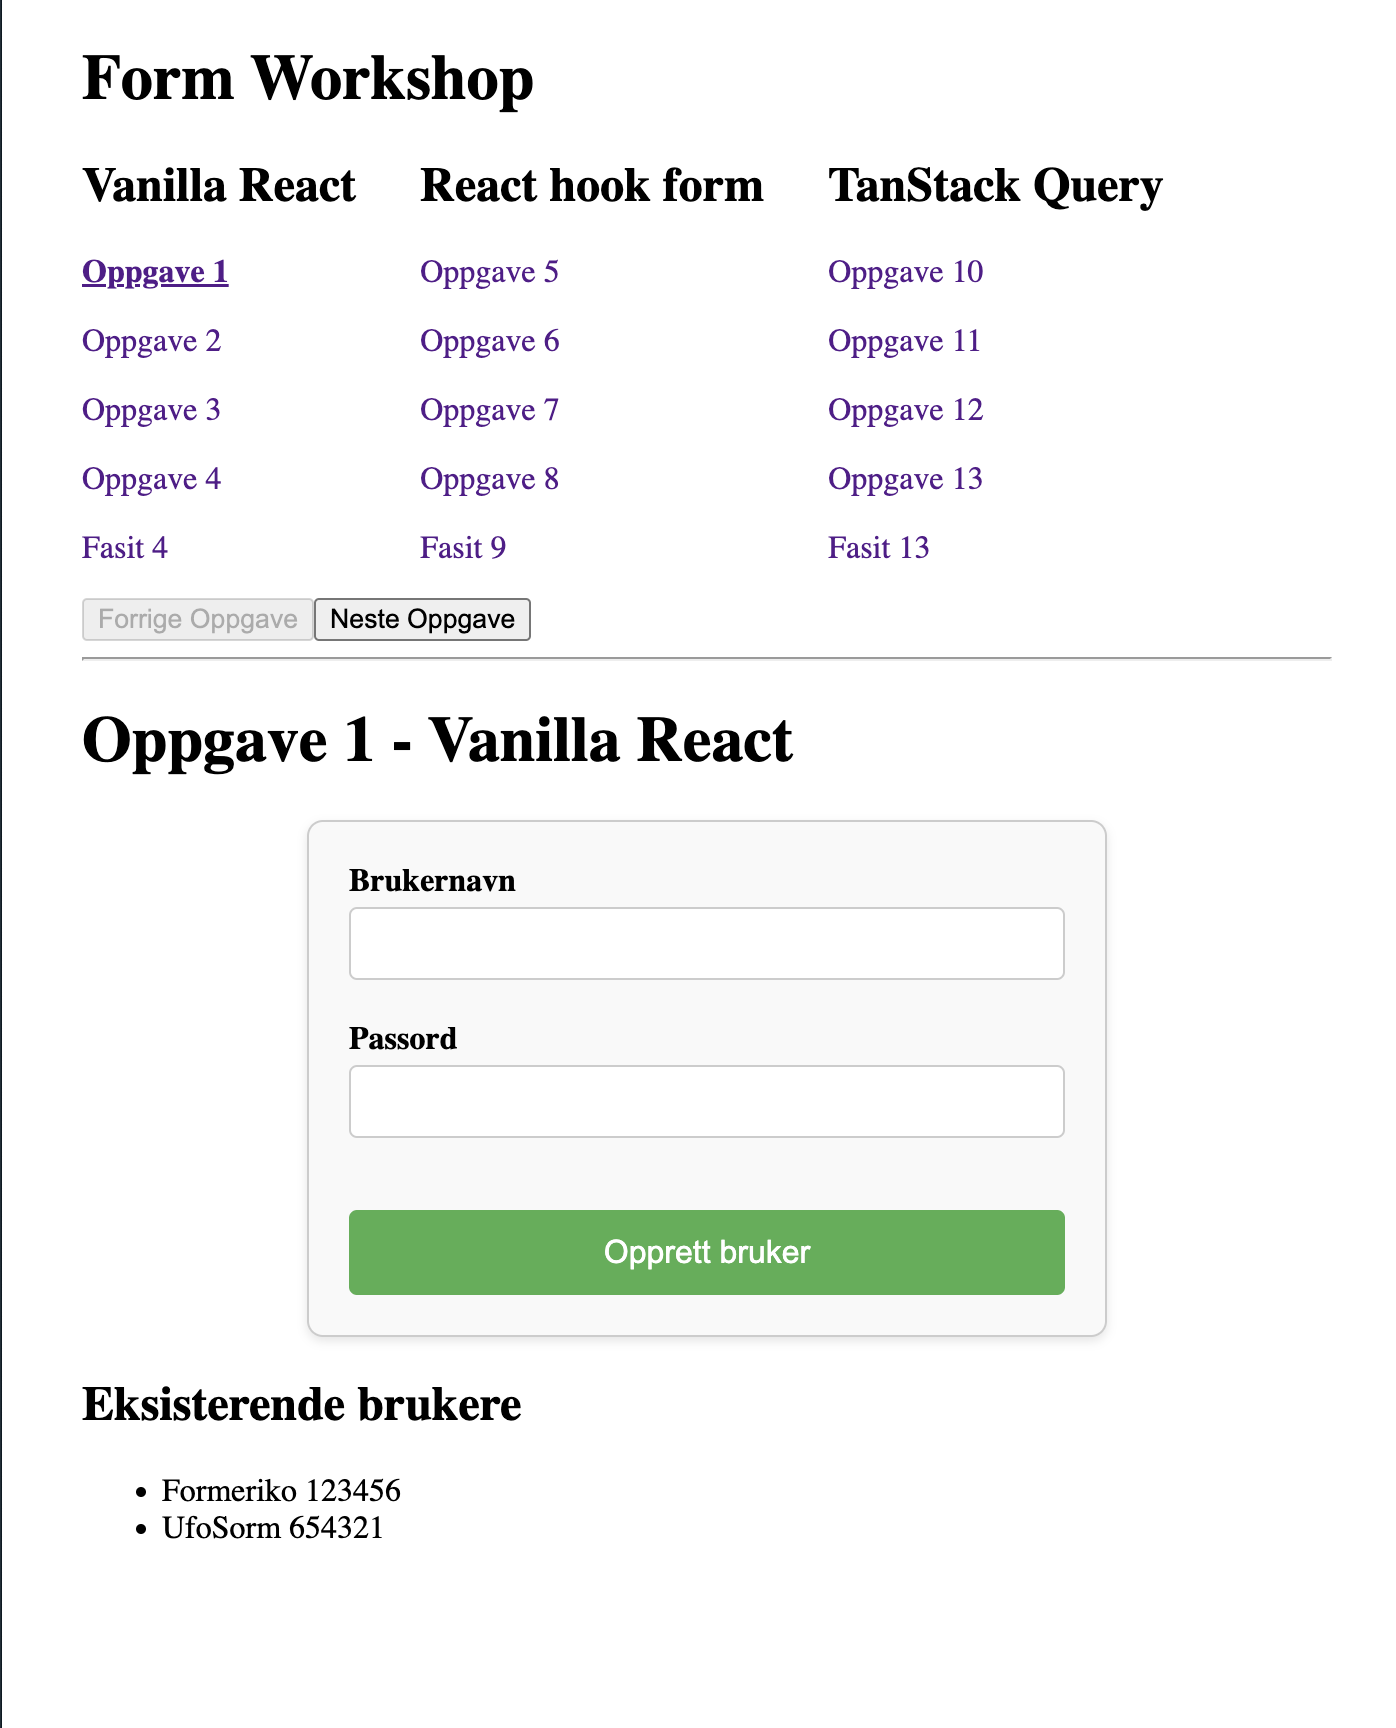 Form Workshop
Vanilla React
Oppgave 1
Oppgave 2
Oppgave 3
Oppgave 4
Fasit 4
React hook form
Oppgave 5
Oppgave 6
Oppgave 7
Oppgave 8
Fasit 9
TanStack Query
Oppgave 10
Oppgave 11
Oppgave 12
Oppgave 13
Fasit 13
Forrige Oppgave
Neste Oppgave
Oppgave 1 - Vanilla React
Brukernavn
Passord
Opprett bruker
Eksisterende brukere
• Formeriko 123456
• UfoSorm 654321